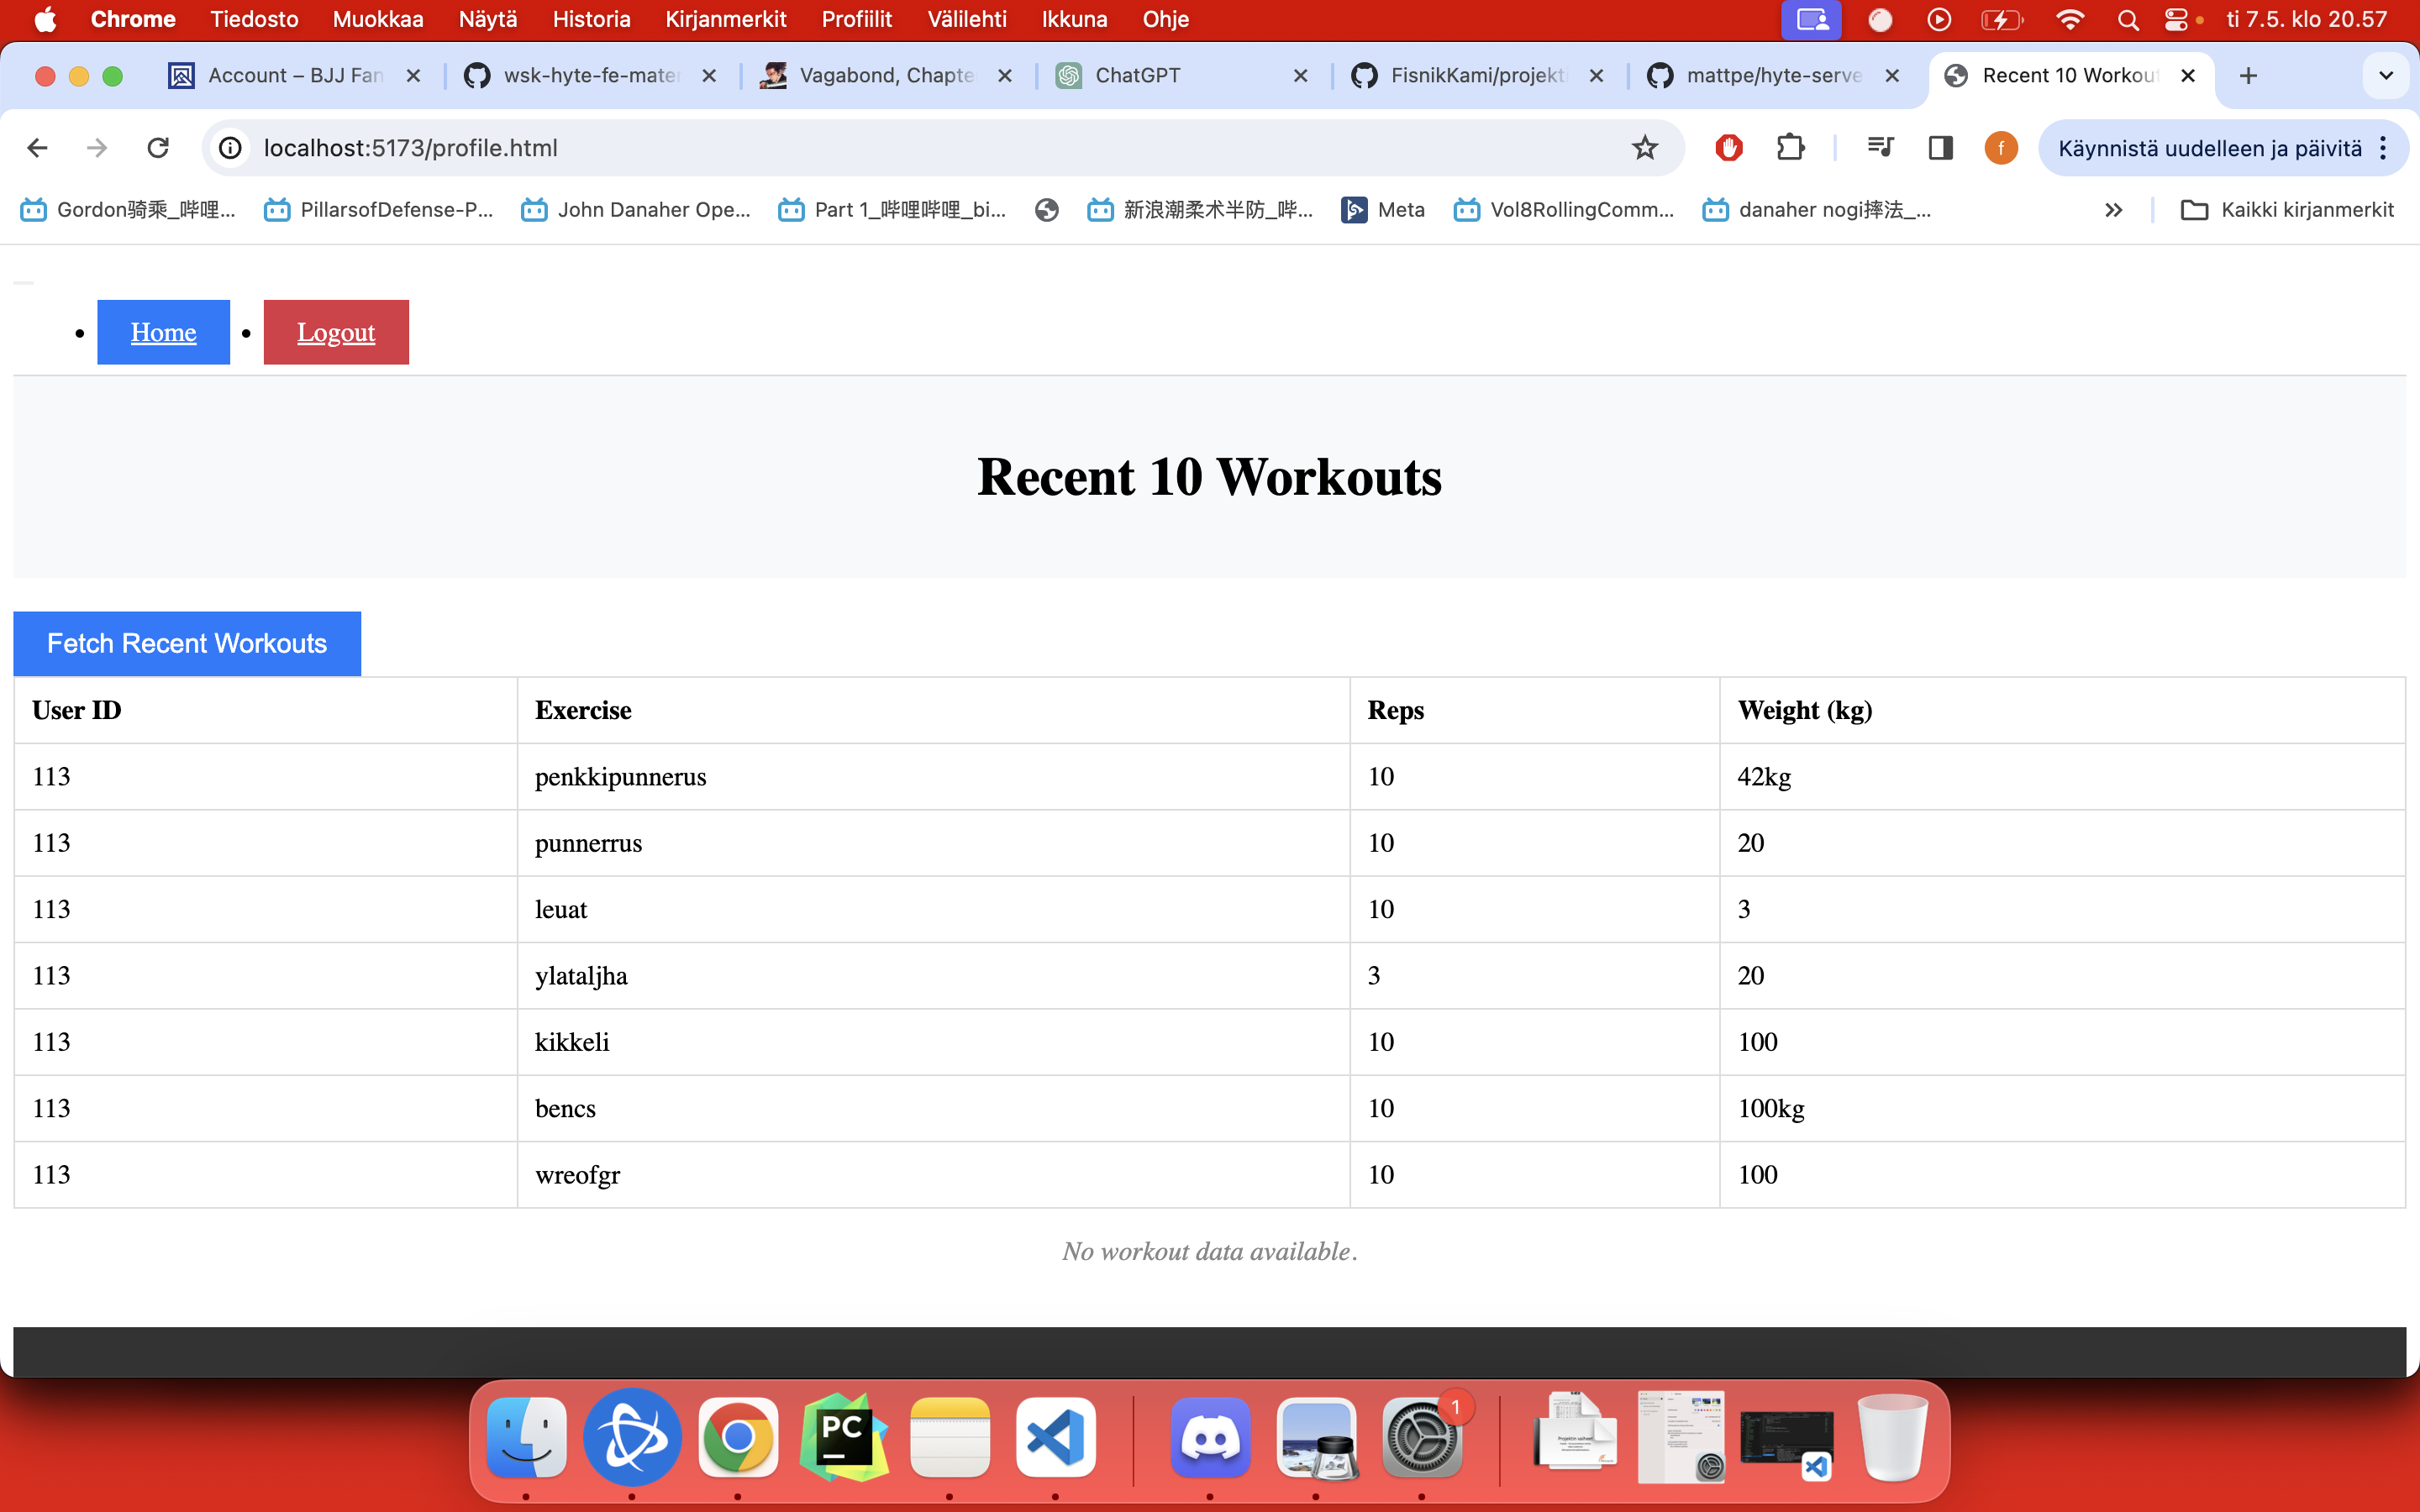 Chrome Tiedosto Muokkaa Näytä Historia Kirjanmerkit Profiilit Välilehti Ikkuna Ohje ti 7.5. klo 20.57
Account – BJJ Fan wsk-hyte-fe-mater Vagabond, Chapte ChatGPT FisnikKami/projekti mattpe/hyte-serve Recent 10 Workout
localhost:5173/profile.html f Käynnistä uudelleen ja päivitä
Gordon骑乘_哔哩... PillarsofDefense-P... John Danaher Ope... Part 1_哔哩哔哩_bi... 新浪潮柔术半防_哔... Meta Vol8RollingComm... danaher nogi摔法_... Kaikki kirjanmerkit
Home Logout
Recent 10 Workouts
Fetch Recent Workouts
User ID Exercise Reps Weight (kg)
113 penkkipunnerus 10 42kg
113 punnerrus 10 20
113 leuat 10 3
113 ylataljha 3 20
113 kikkeli 10 100
113 bencs 10 100kg
113 wreofgr 10 100
No workout data available.
PC
1